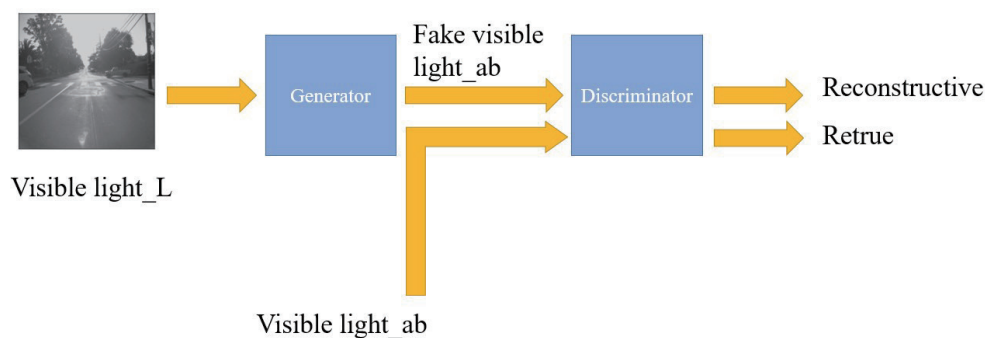 Fake visible
light_ab
Generator
Discriminator
Reconstructive
Retrue
Visible light_L
Visible light_ab